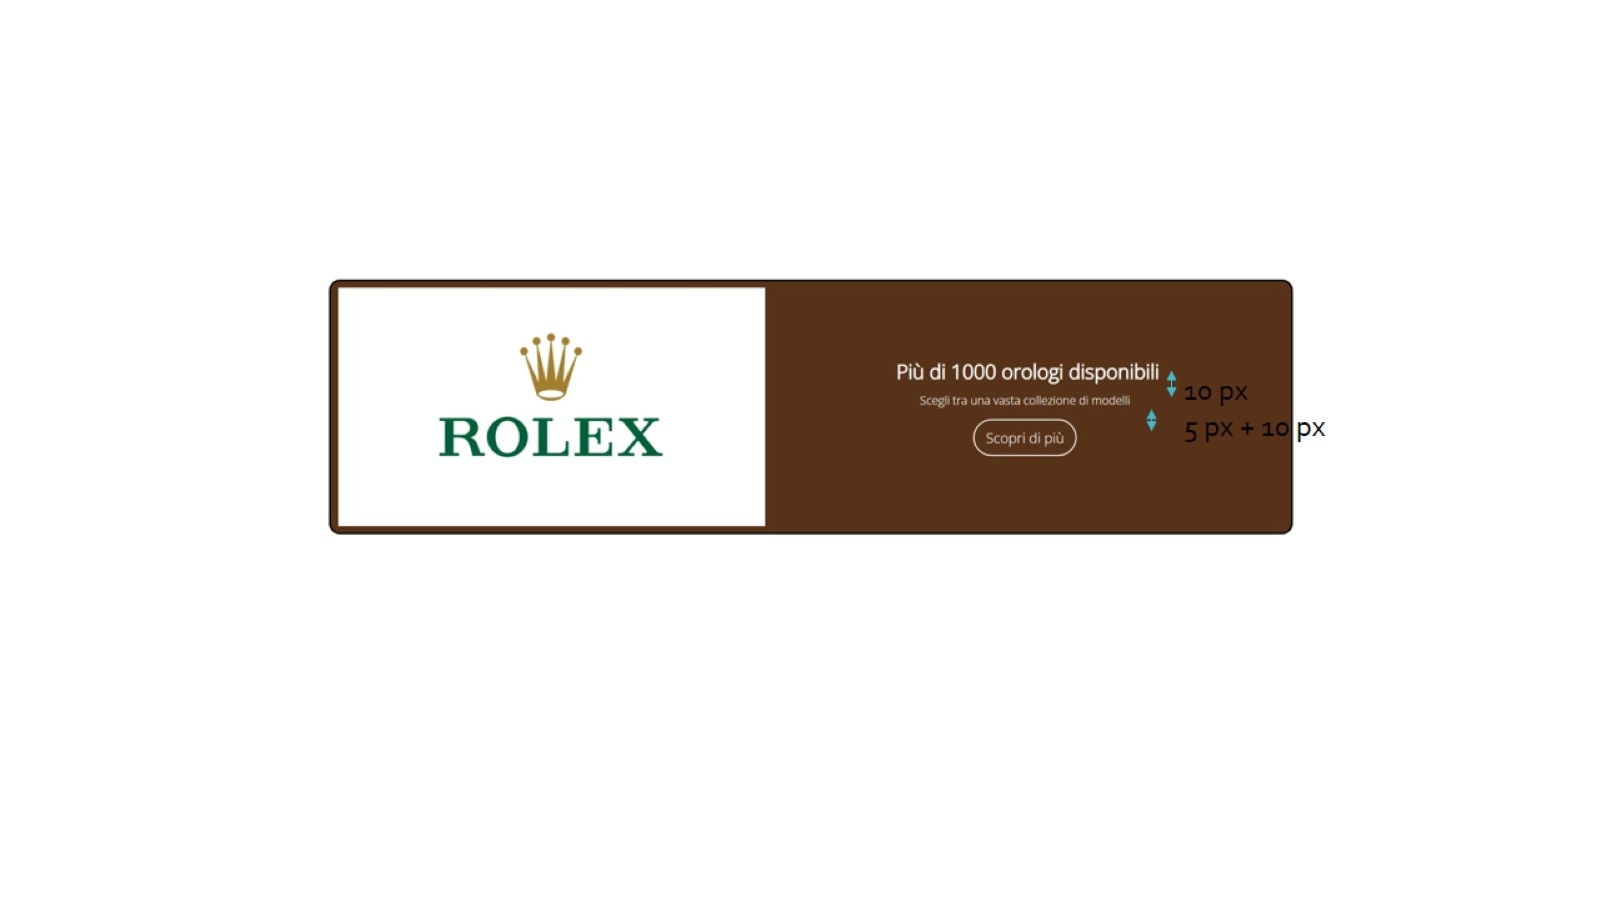 ROLEX
Più di 1000 orologi disponibili
10 px
Scegli tra una vasta collezione di modelli
5 px + 10 px
Scopri di più